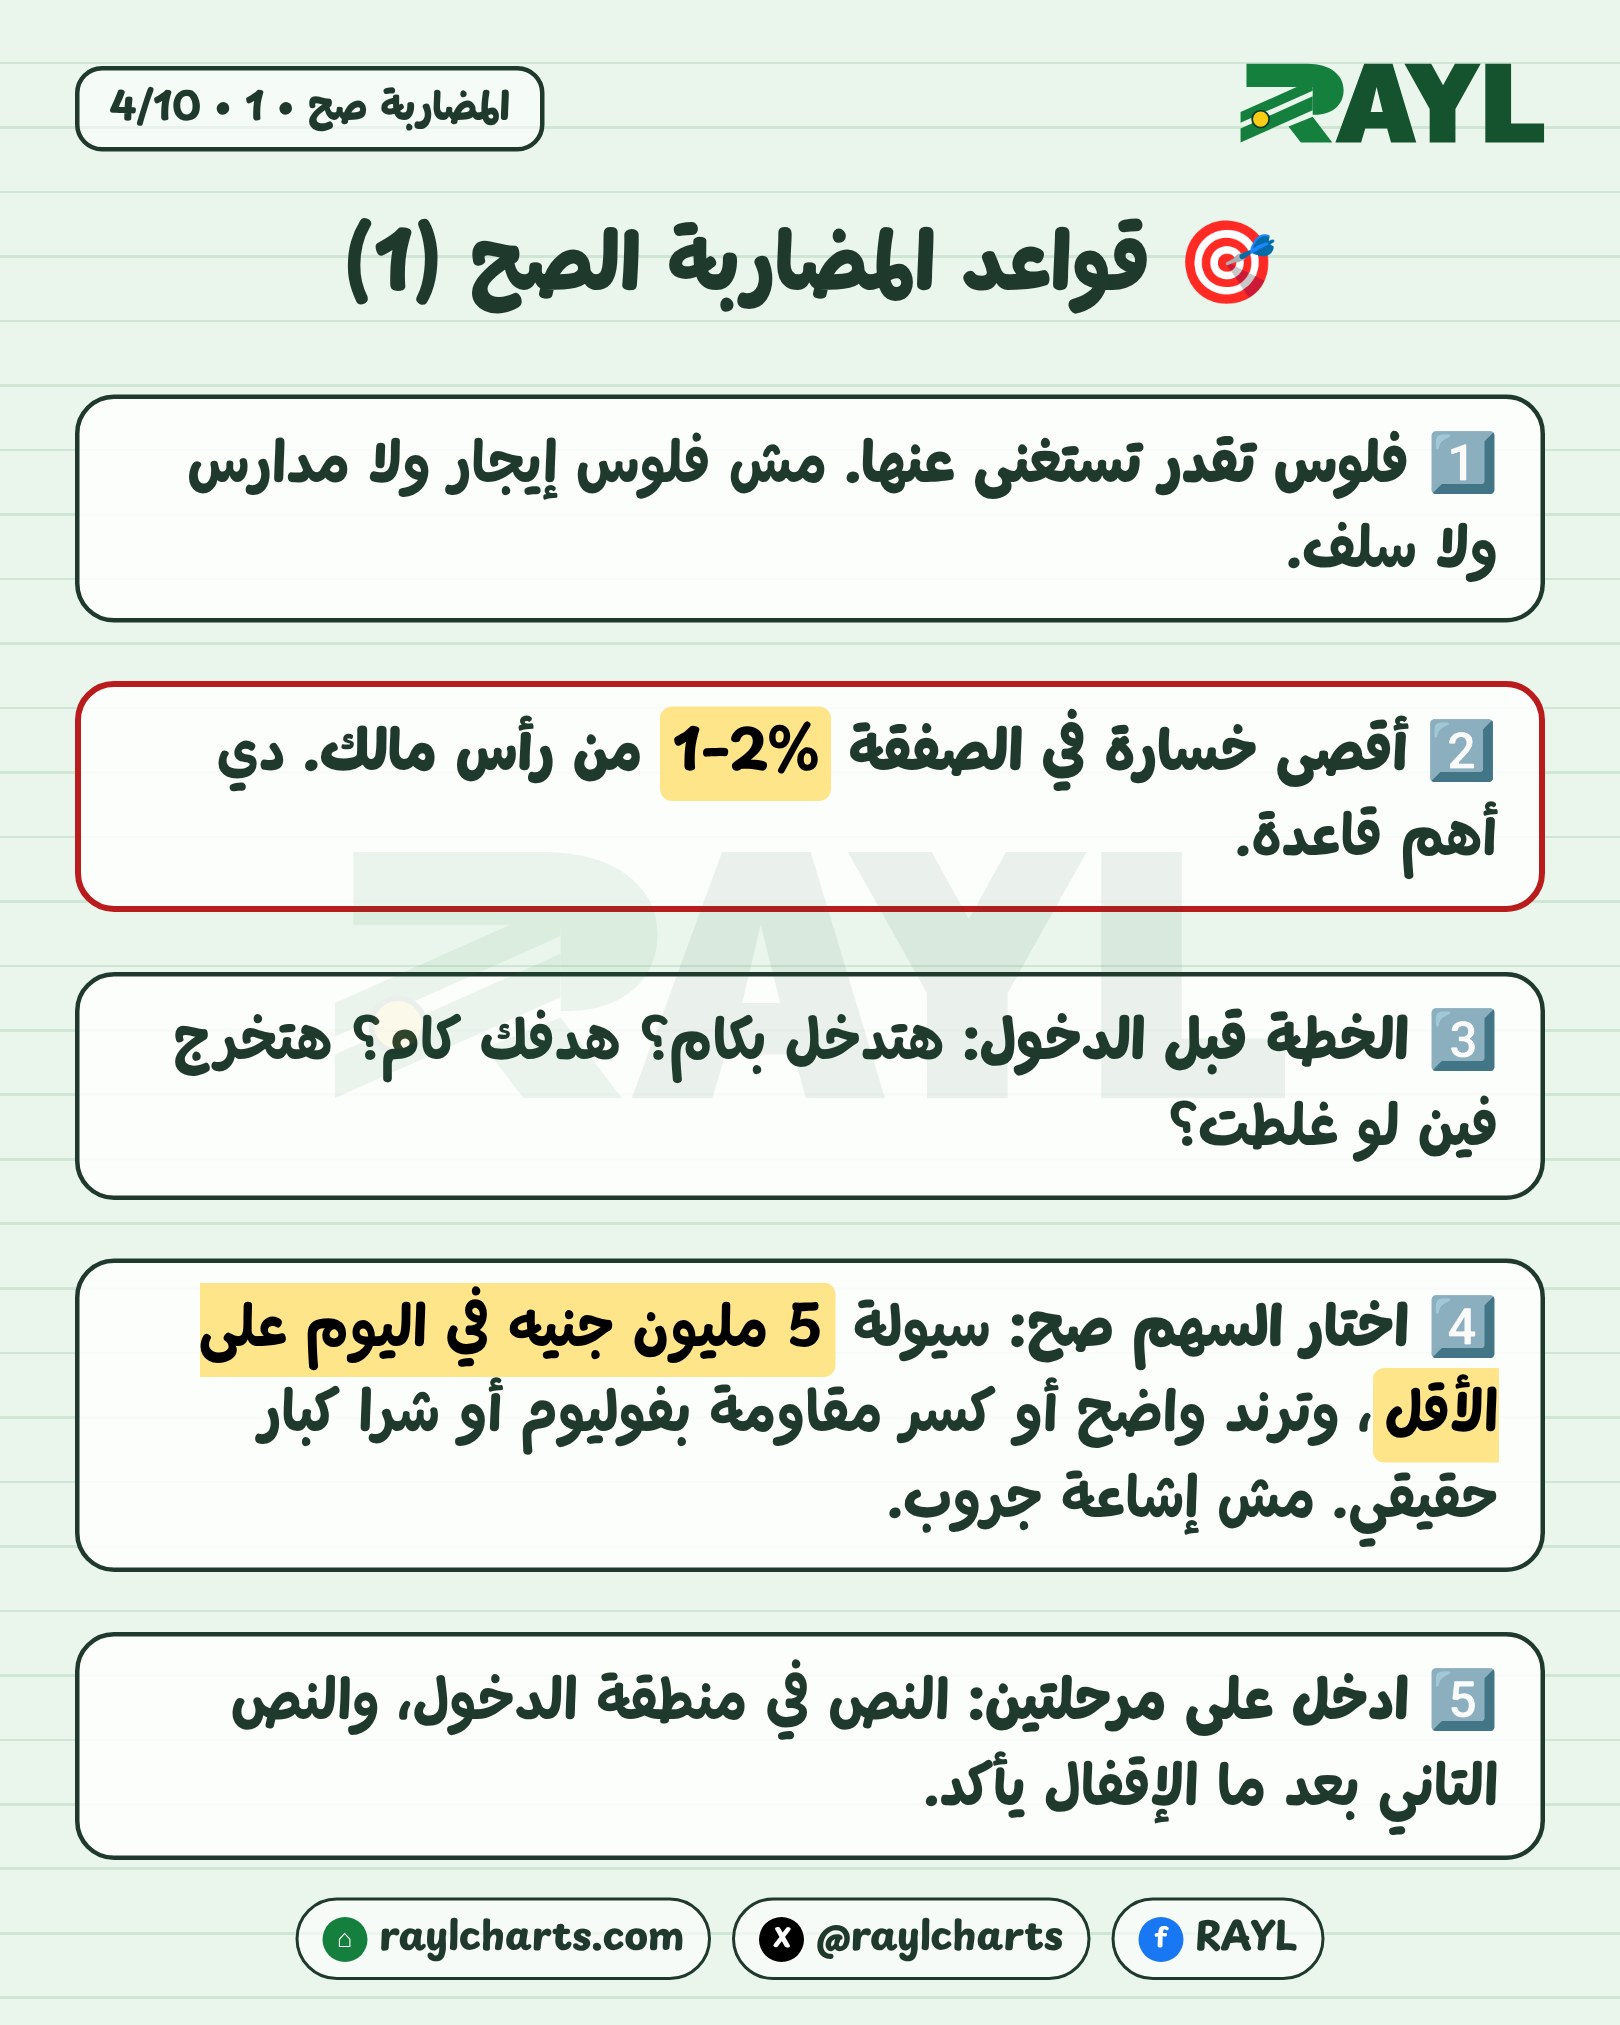 RAYL
المضاربة صح • 1 • 4/10
🎯 قواعد المضاربة الصح (1)
1️⃣ فلوس تقدر تستغنى عنها. مش فلوس إيجار ولا مدارس
ولا سلف.
2️⃣ أقصى خسارة في الصفقة 1-2% من رأس مالك. دي
أهم قاعدة.
3️⃣ الخطة قبل الدخول: هتدخل بكام؟ هدفك كام؟ هتخرج
فين لو غلطت؟
4️⃣ اختار السهم صح: سيولة 5 مليون جنيه في اليوم على
الأقل، وترند واضح أو كسر مقاومة بفوليوم أو شرا كبار
حقيقي. مش إشاعة جروب.
5️⃣ ادخل على مرحلتين: النص في منطقة الدخول، والنص
التاني بعد ما الإقفال يأكد.
RAYL
raylcharts.com
@raylcharts
RAYL